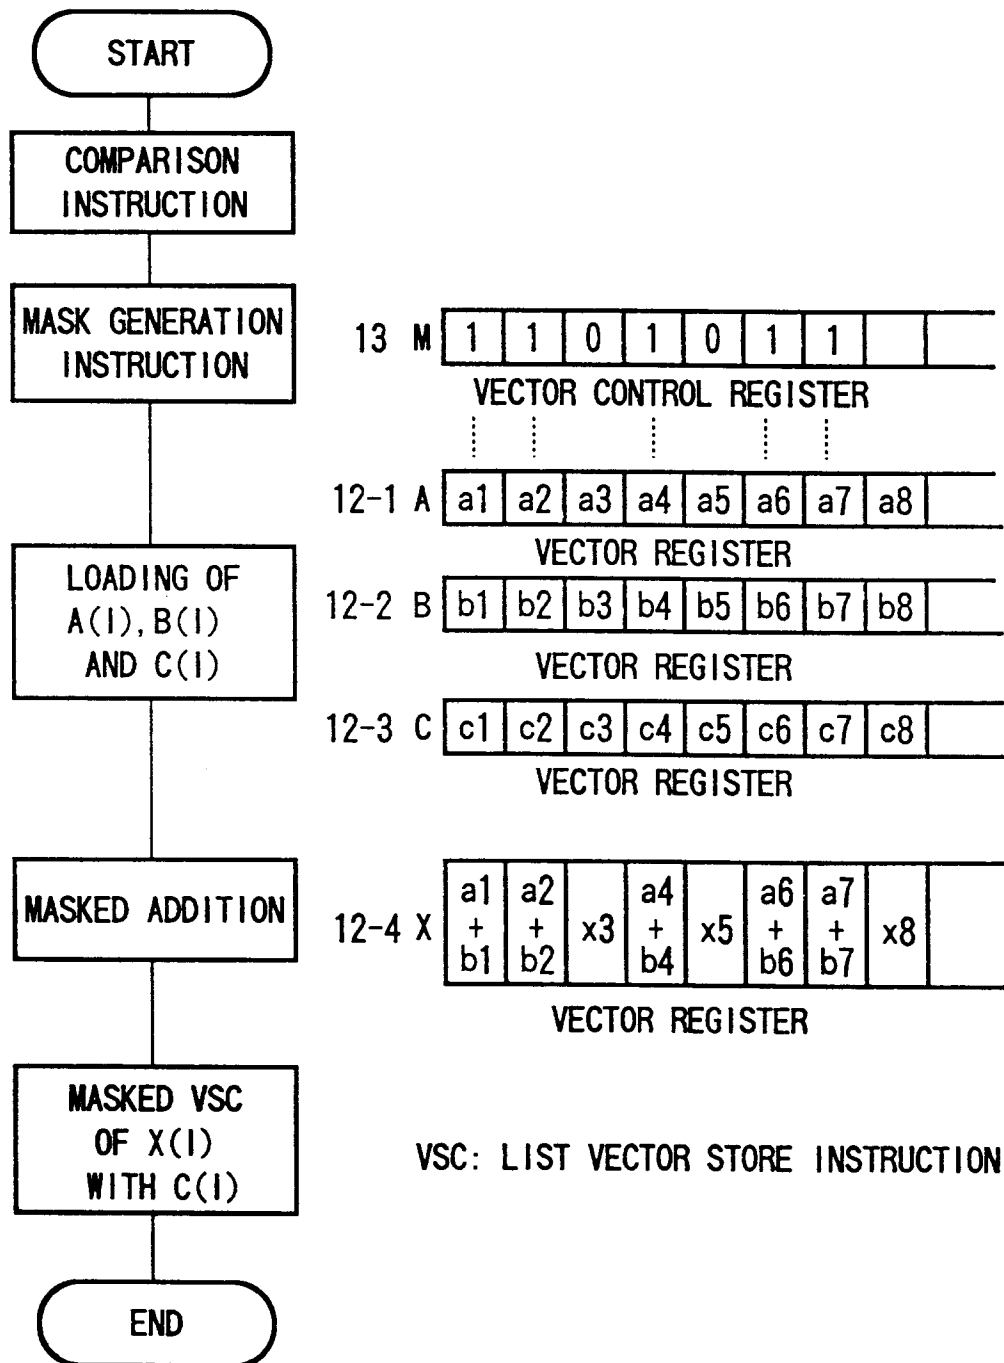 START
COMPARISON
INSTRUCTION
MASK GENERATION
INSTRUCTION
13 M 1 1 0 1 0 1 1
VECTOR CONTROL REGISTER
12-1 A a1 a2 a3 a4 a5 a6 a7 a8
VECTOR REGISTER
LOADING OF
A(I), B(I)
AND C(I)
12-2 B b1 b2 b3 b4 b5 b6 b7 b8
VECTOR REGISTER
12-3 C c1 c2 c3 c4 c5 c6 c7 c8
VECTOR REGISTER
MASKED ADDITION
12-4 X a1 + b1 a2 + b2 x3 a4 + b4 x5 a6 + b6 a7 + b7 x8
VECTOR REGISTER
MASKED VSC
OF X(I)
WITH C(I)
VSC: LIST VECTOR STORE INSTRUCTION
END